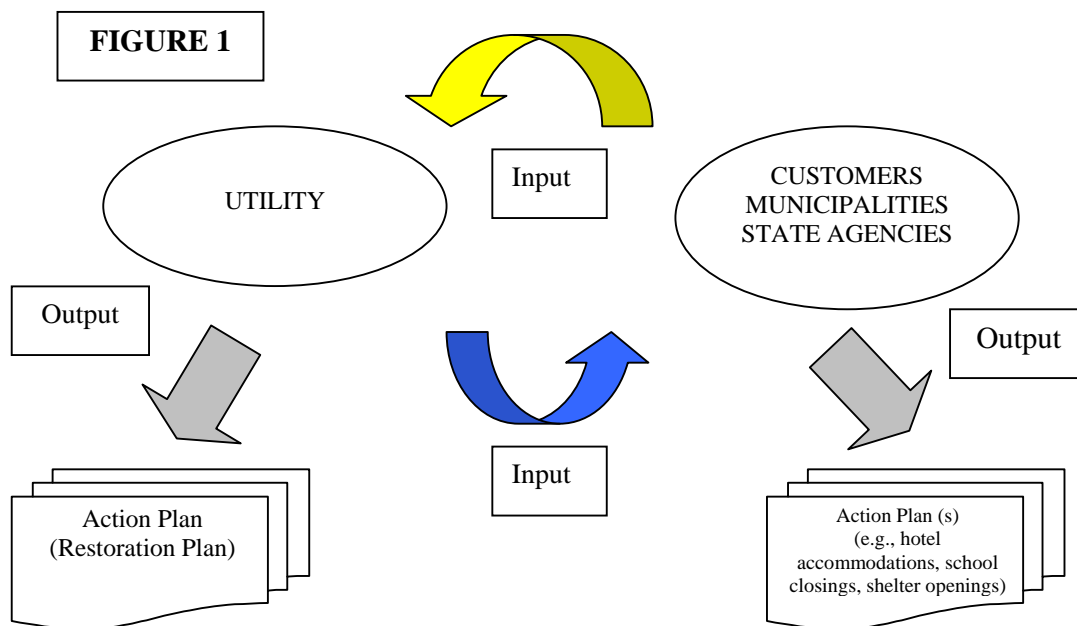 FIGURE 1
Input
UTILITY
CUSTOMERS
MUNICIPALITIES
STATE AGENCIES
Output
Output
Input
Action Plan
(Restoration Plan)
Action Plan (s)
(e.g., hotel
accommodations, school
closings, shelter openings)